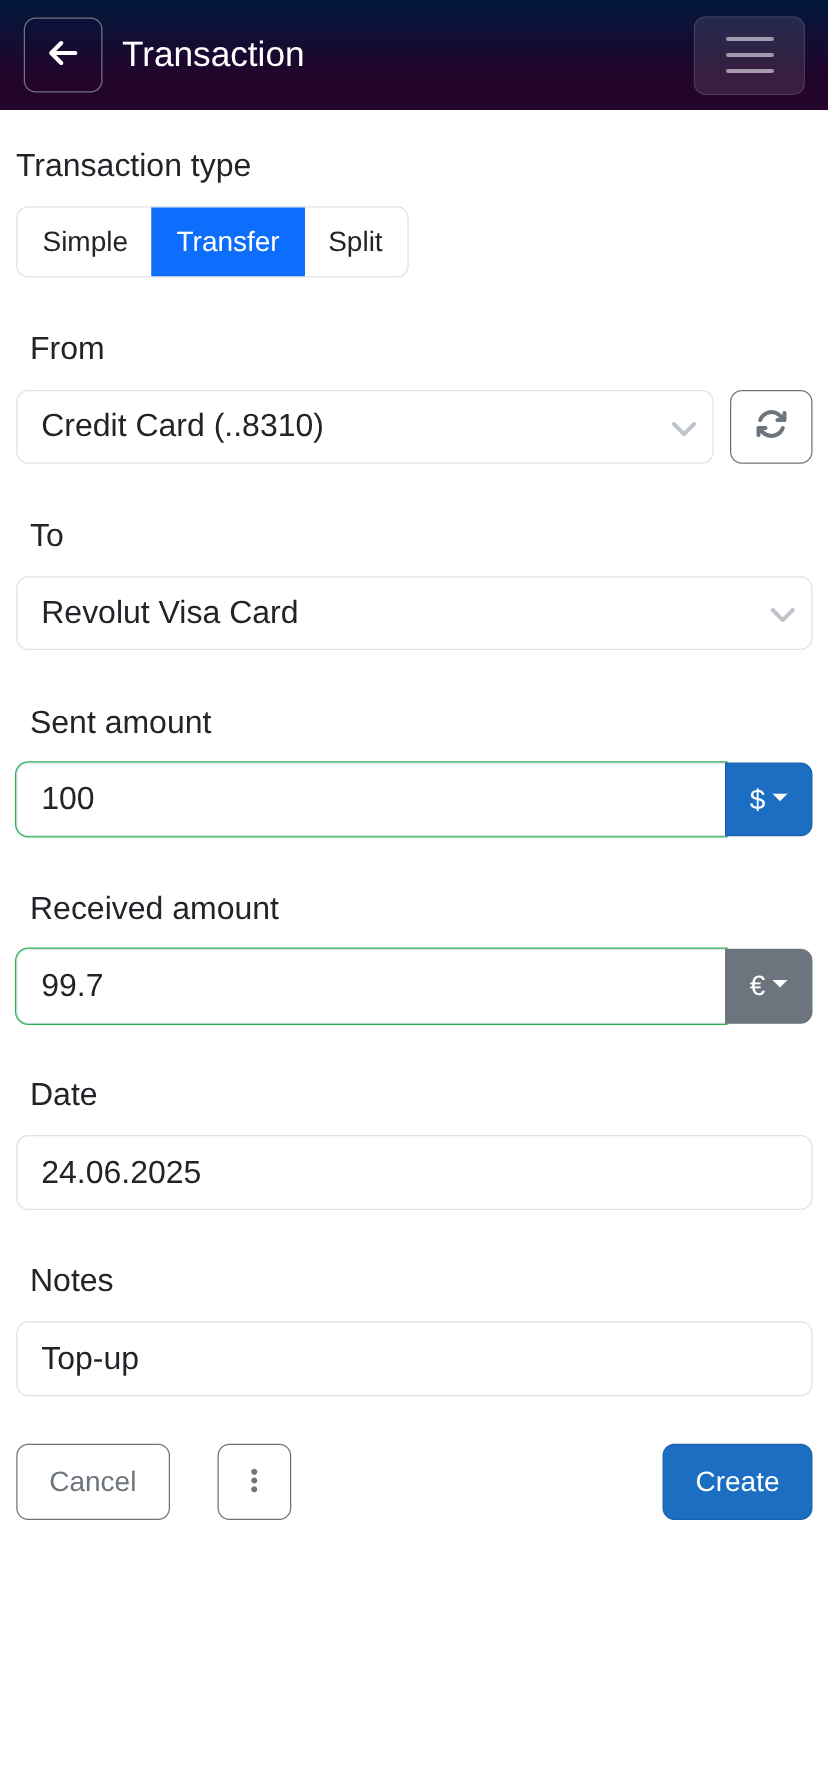 Transaction
Transaction type
Simple Transfer Split
From
Credit Card (..8310)
To
Revolut Visa Card
Sent amount
100 $
Received amount
99.7 €
Date
24.06.2025
Notes
Top-up
Cancel Create